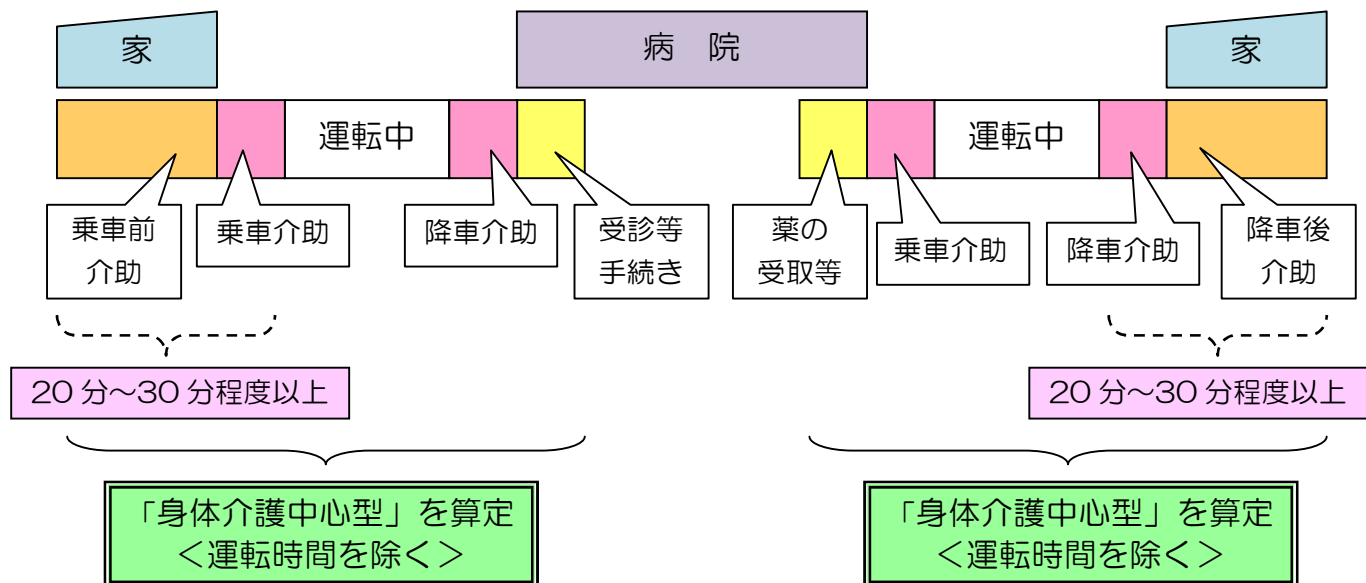 家
病 院
家
運転中
運転中
乗車前
介助
乗車介助
降車介助
受診等
手続き
薬の
受取等
乗車介助
降車介助
降車後
介助
20分~30分程度以上
20分~30分程度以上
「身体介護中心型」を算定
<運転時間を除く>
「身体介護中心型」を算定
<運転時間を除く>